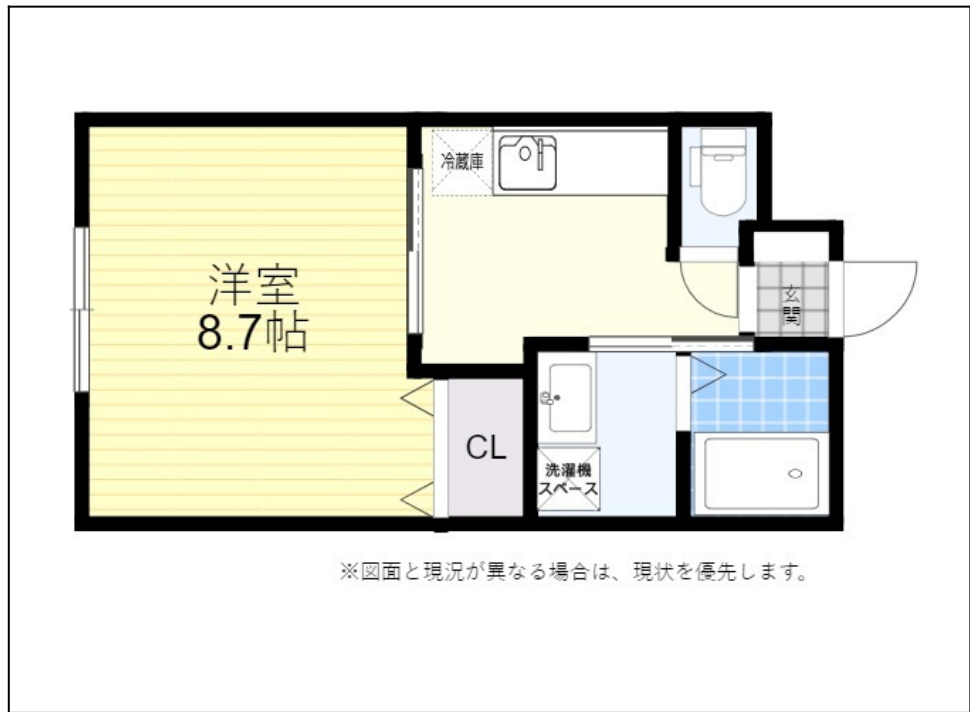 冷蔵庫
洋室
8.7帖
玄
関
CL
洗濯機
スペース
※図面と現況が異なる場合は、現状を優先します。